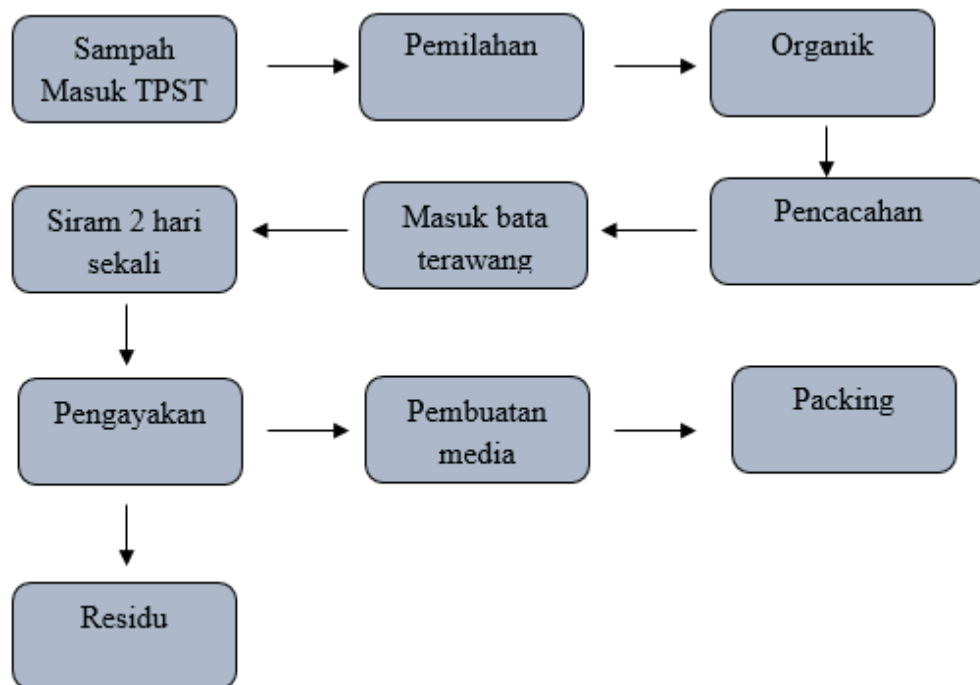 Sampah
Masuk TPST
Pemilahan
Organik
Pencacahan
Masuk bata
terawang
Siram 2 hari
sekali
Pengayakan
Pembuatan
media
Packing
Residu